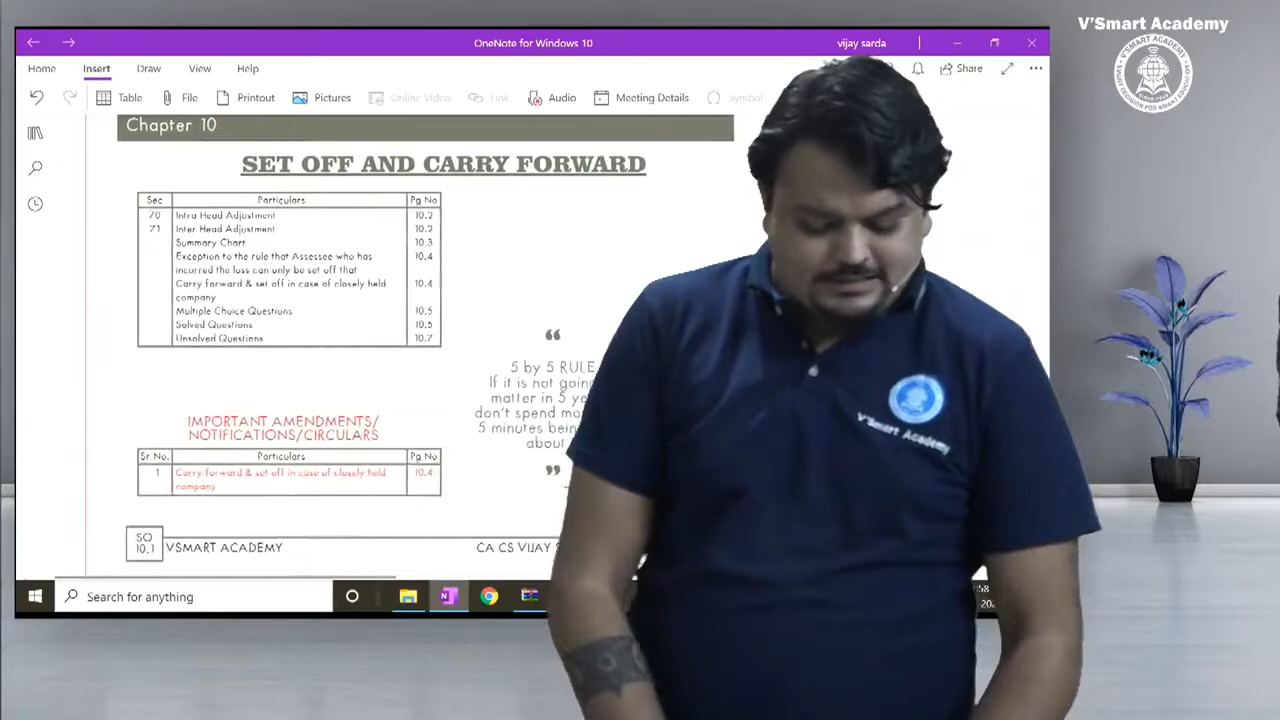 V'Smart Academy
OneNote for Windows 10
vijay sarda
Home Insert Draw View Help
Share
Table File Printout Pictures Online Video Link Audio Meeting Details Symbol
Chapter 10
SET OFF AND CARRY FORWARD
Sec Particulars Pg No
70 Intra Head Adjustment 10.2
71 Inter Head Adjustment 10.2
Summary Chart 10.3
Exception to the rule that Assessee who has 10.4
incurred the loss can only be set off that
Carry forward & set off in case of closely held 10.4
company
Multiple Choice Questions 10.5
Solved Questions 10.5
Unsolved Questions 10.7
“
5 by 5 RULE.
If it is not
matter in 5
don't spend
5 minutes
about
”
IMPORTANT AMENDMENTS/
NOTIFICATIONS/CIRCULARS
Sr No. Particulars Pg No
1 Carry forward & set off in case of closely held 10.4
company
SO
10.1
VSMART ACADEMY
CA CS VIJAY
Search for anything
V'Smart Academy